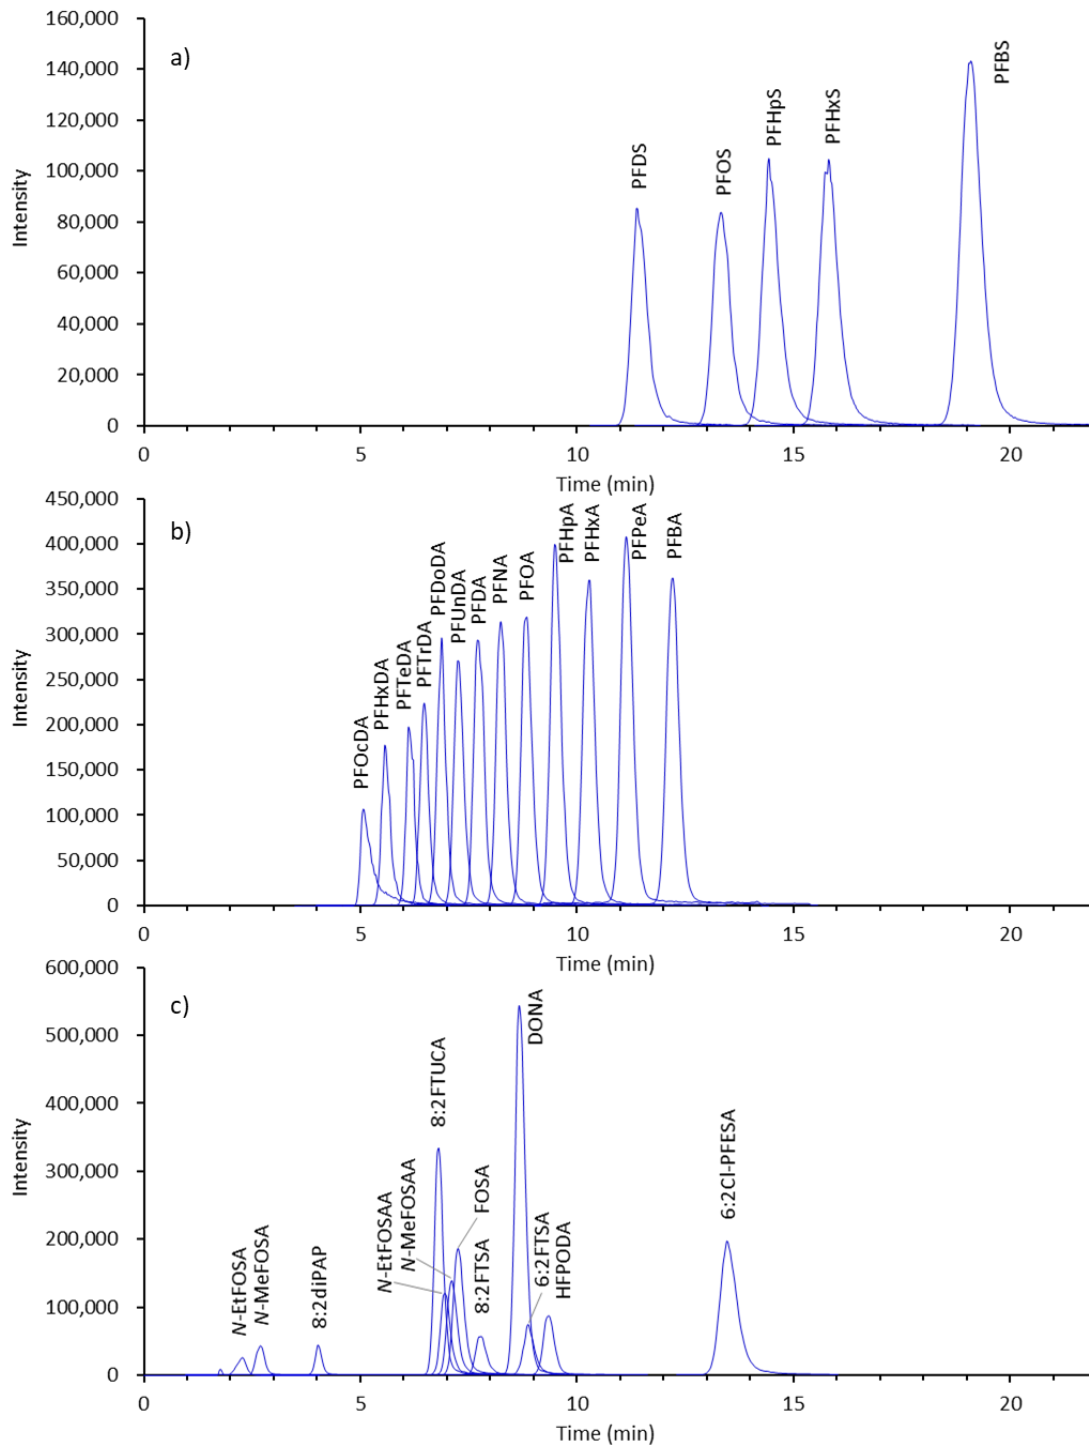 160,000
140,000
120,000
100,000
80,000
60,000
40,000
20,000
0
Intensity
a)
PFDS
PFOS
PFHpS
PFHxS
PFBS
0 5 10 15 20
Time (min)
450,000
400,000
350,000
300,000
250,000
200,000
150,000
100,000
50,000
0
Intensity
b)
PFOcDA
PFHxDA
PFTeDA
PFTrDA
PFDoDA
PFUnDA
PFDA
PFNA
PFOA
PFHpA
PFHxA
PFPeA
PFBA
0 5 10 15 20
Time (min)
600,000
500,000
400,000
300,000
200,000
100,000
0
Intensity
c)
N-EtFOSA
N-MeFOSA
8:2diPAP
N-EtFOSAA
N-MeFOSAA
8:2FTUCA
FOSA
8:2FTSA
DONA
6:2FTSA
HFPODA
6:2Cl-PFESA
0 5 10 15 20
Time (min)